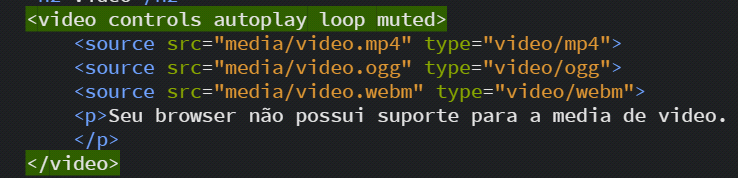 <video controls autoplay loop muted>
<source src="media/video.mp4" type="video/mp4">
<source src="media/video.ogg" type="video/ogg">
<source src="media/video.webm" type="video/webm">
<p>Seu browser não possui suporte para a media de video.
</p>
</video>